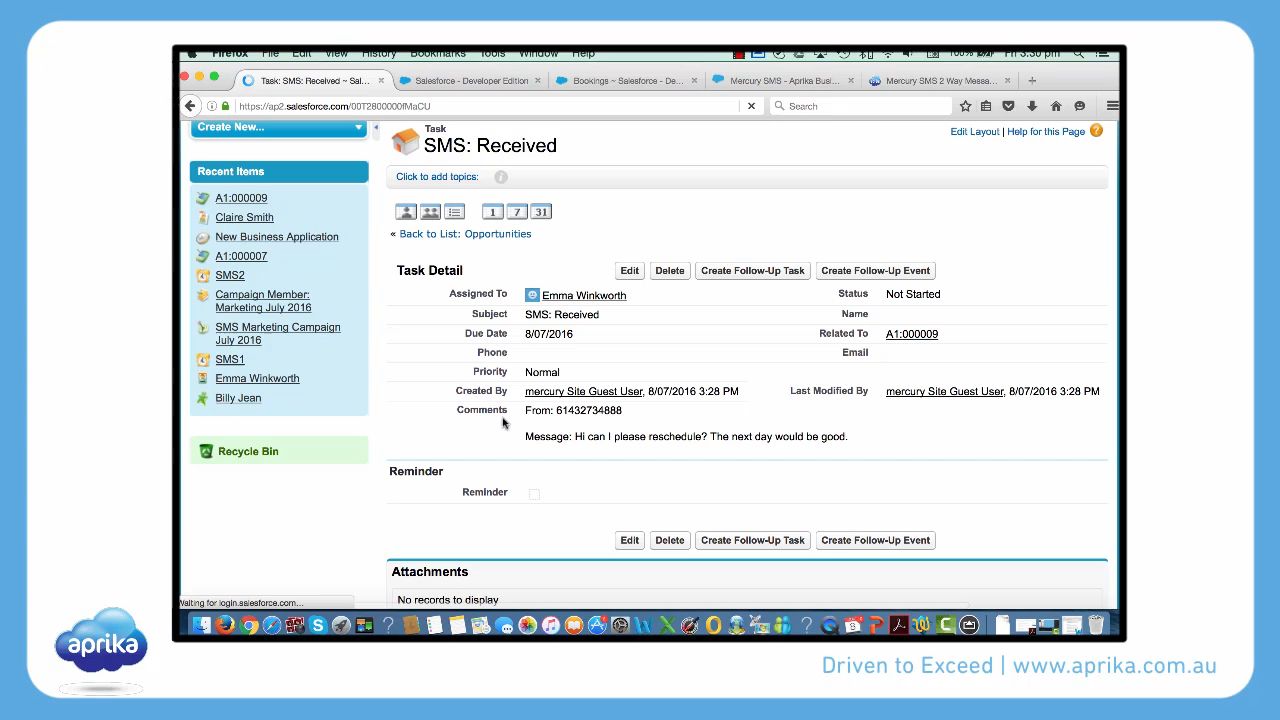 Firefox File Edit View History Bookmarks Tools Window Help 100% Fri 3:30 pm
Task: SMS: Received ~ Sal... Salesforce - Developer Edition Bookings ~ Salesforce - De... Mercury SMS - Aprika Busi... Mercury SMS 2 Way Messa...
https://ap2.salesforce.com/00T2800000fMaCU Search
Create New...
Recent Items
A1:000009
Claire Smith
New Business Application
A1:000007
SMS2
Campaign Member:
Marketing July 2016
SMS Marketing Campaign
July 2016
SMS1
Emma Winkworth
Billy Jean
Recycle Bin
Task
SMS: Received
Edit Layout | Help for this Page
Click to add topics:
1 7 31
« Back to List: Opportunities
Task Detail Edit Delete Create Follow-Up Task Create Follow-Up Event
Assigned To Emma Winkworth Status Not Started
Subject SMS: Received Name
Due Date 8/07/2016 Related To A1:000009
Phone Email
Priority Normal
Created By mercury Site Guest User, 8/07/2016 3:28 PM Last Modified By mercury Site Guest User, 8/07/2016 3:28 PM
Comments From: 61432734888
Message: Hi can I please reschedule? The next day would be good.
Reminder
Reminder
Edit Delete Create Follow-Up Task Create Follow-Up Event
Attachments
No records to display
Waiting for login.salesforce.com...
aprika
Driven to Exceed | www.aprika.com.au